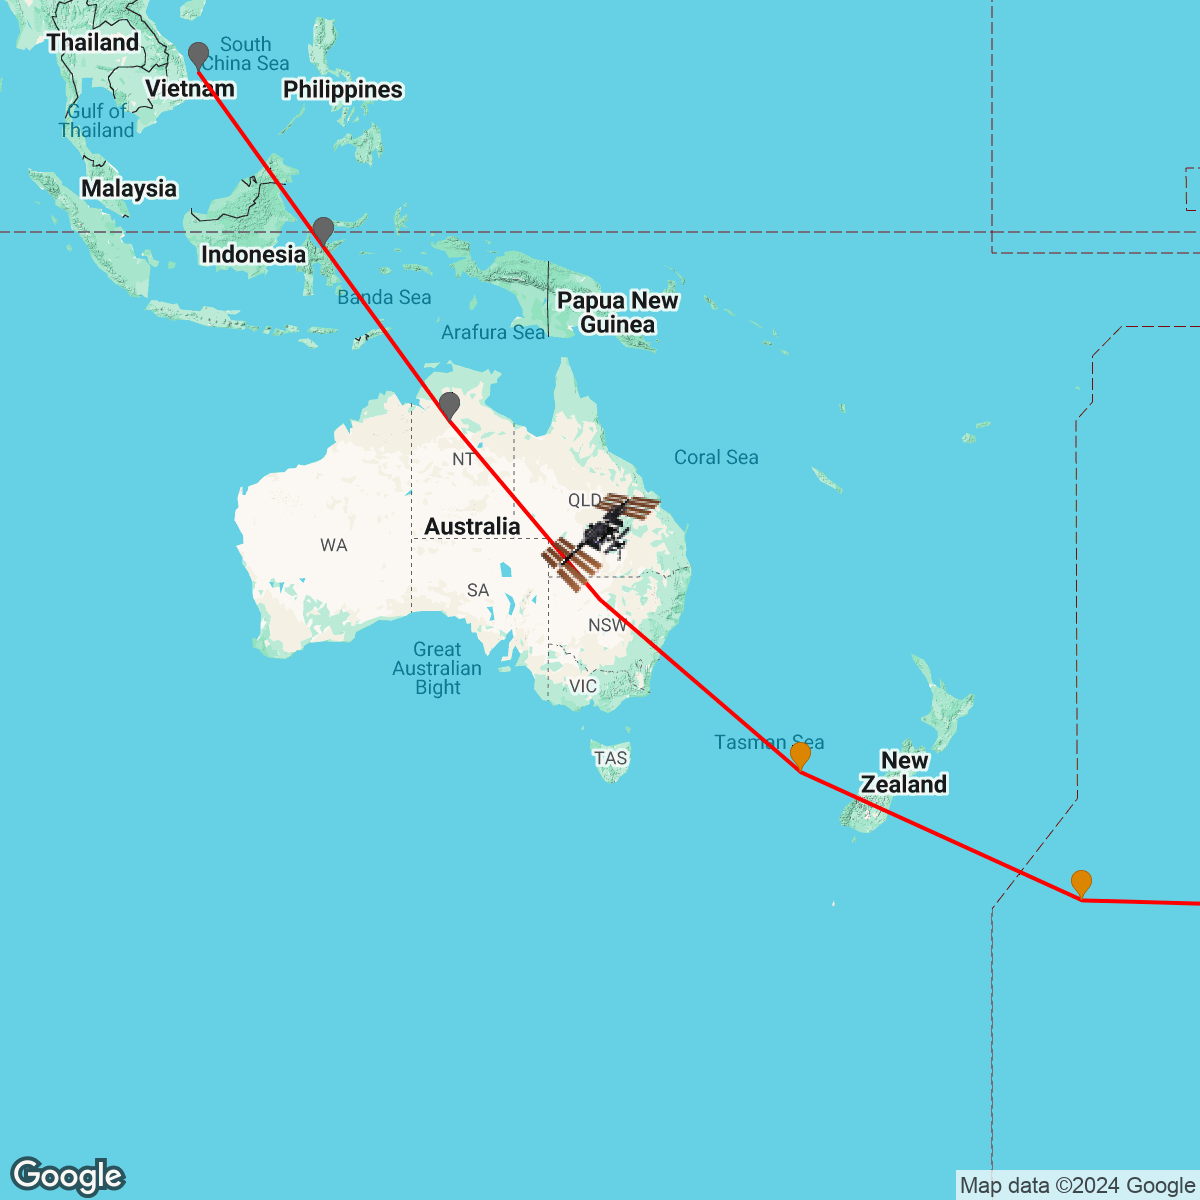 Thailand
South
China Sea
Vietnam
Philippines
Gulf of
Thailand
Malaysia
Indonesia
Banda Sea
Papua New
Guinea
Arafura Sea
NT
Coral Sea
QLD
Australia
WA
SA
NSW
Great
Australian
Bight
VIC
Tasman Sea
TAS
New
Zealand
Google
Map data ©2024 Google